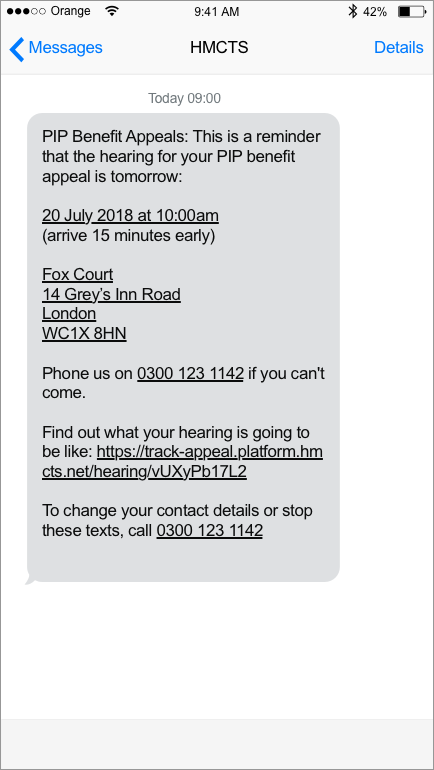 Orange 9:41 AM 42%
Messages HMCTS Details
Today 09:00
PIP Benefit Appeals: This is a reminder
that the hearing for your PIP benefit
appeal is tomorrow:
20 July 2018 at 10:00am
(arrive 15 minutes early)
Fox Court
14 Grey's Inn Road
London
WC1X 8HN
Phone us on 0300 123 1142 if you can't
come.
Find out what your hearing is going to
be like: https://track-appeal.platform.hm
cts.net/hearing/vUXyPb17L2
To change your contact details or stop
these texts, call 0300 123 1142